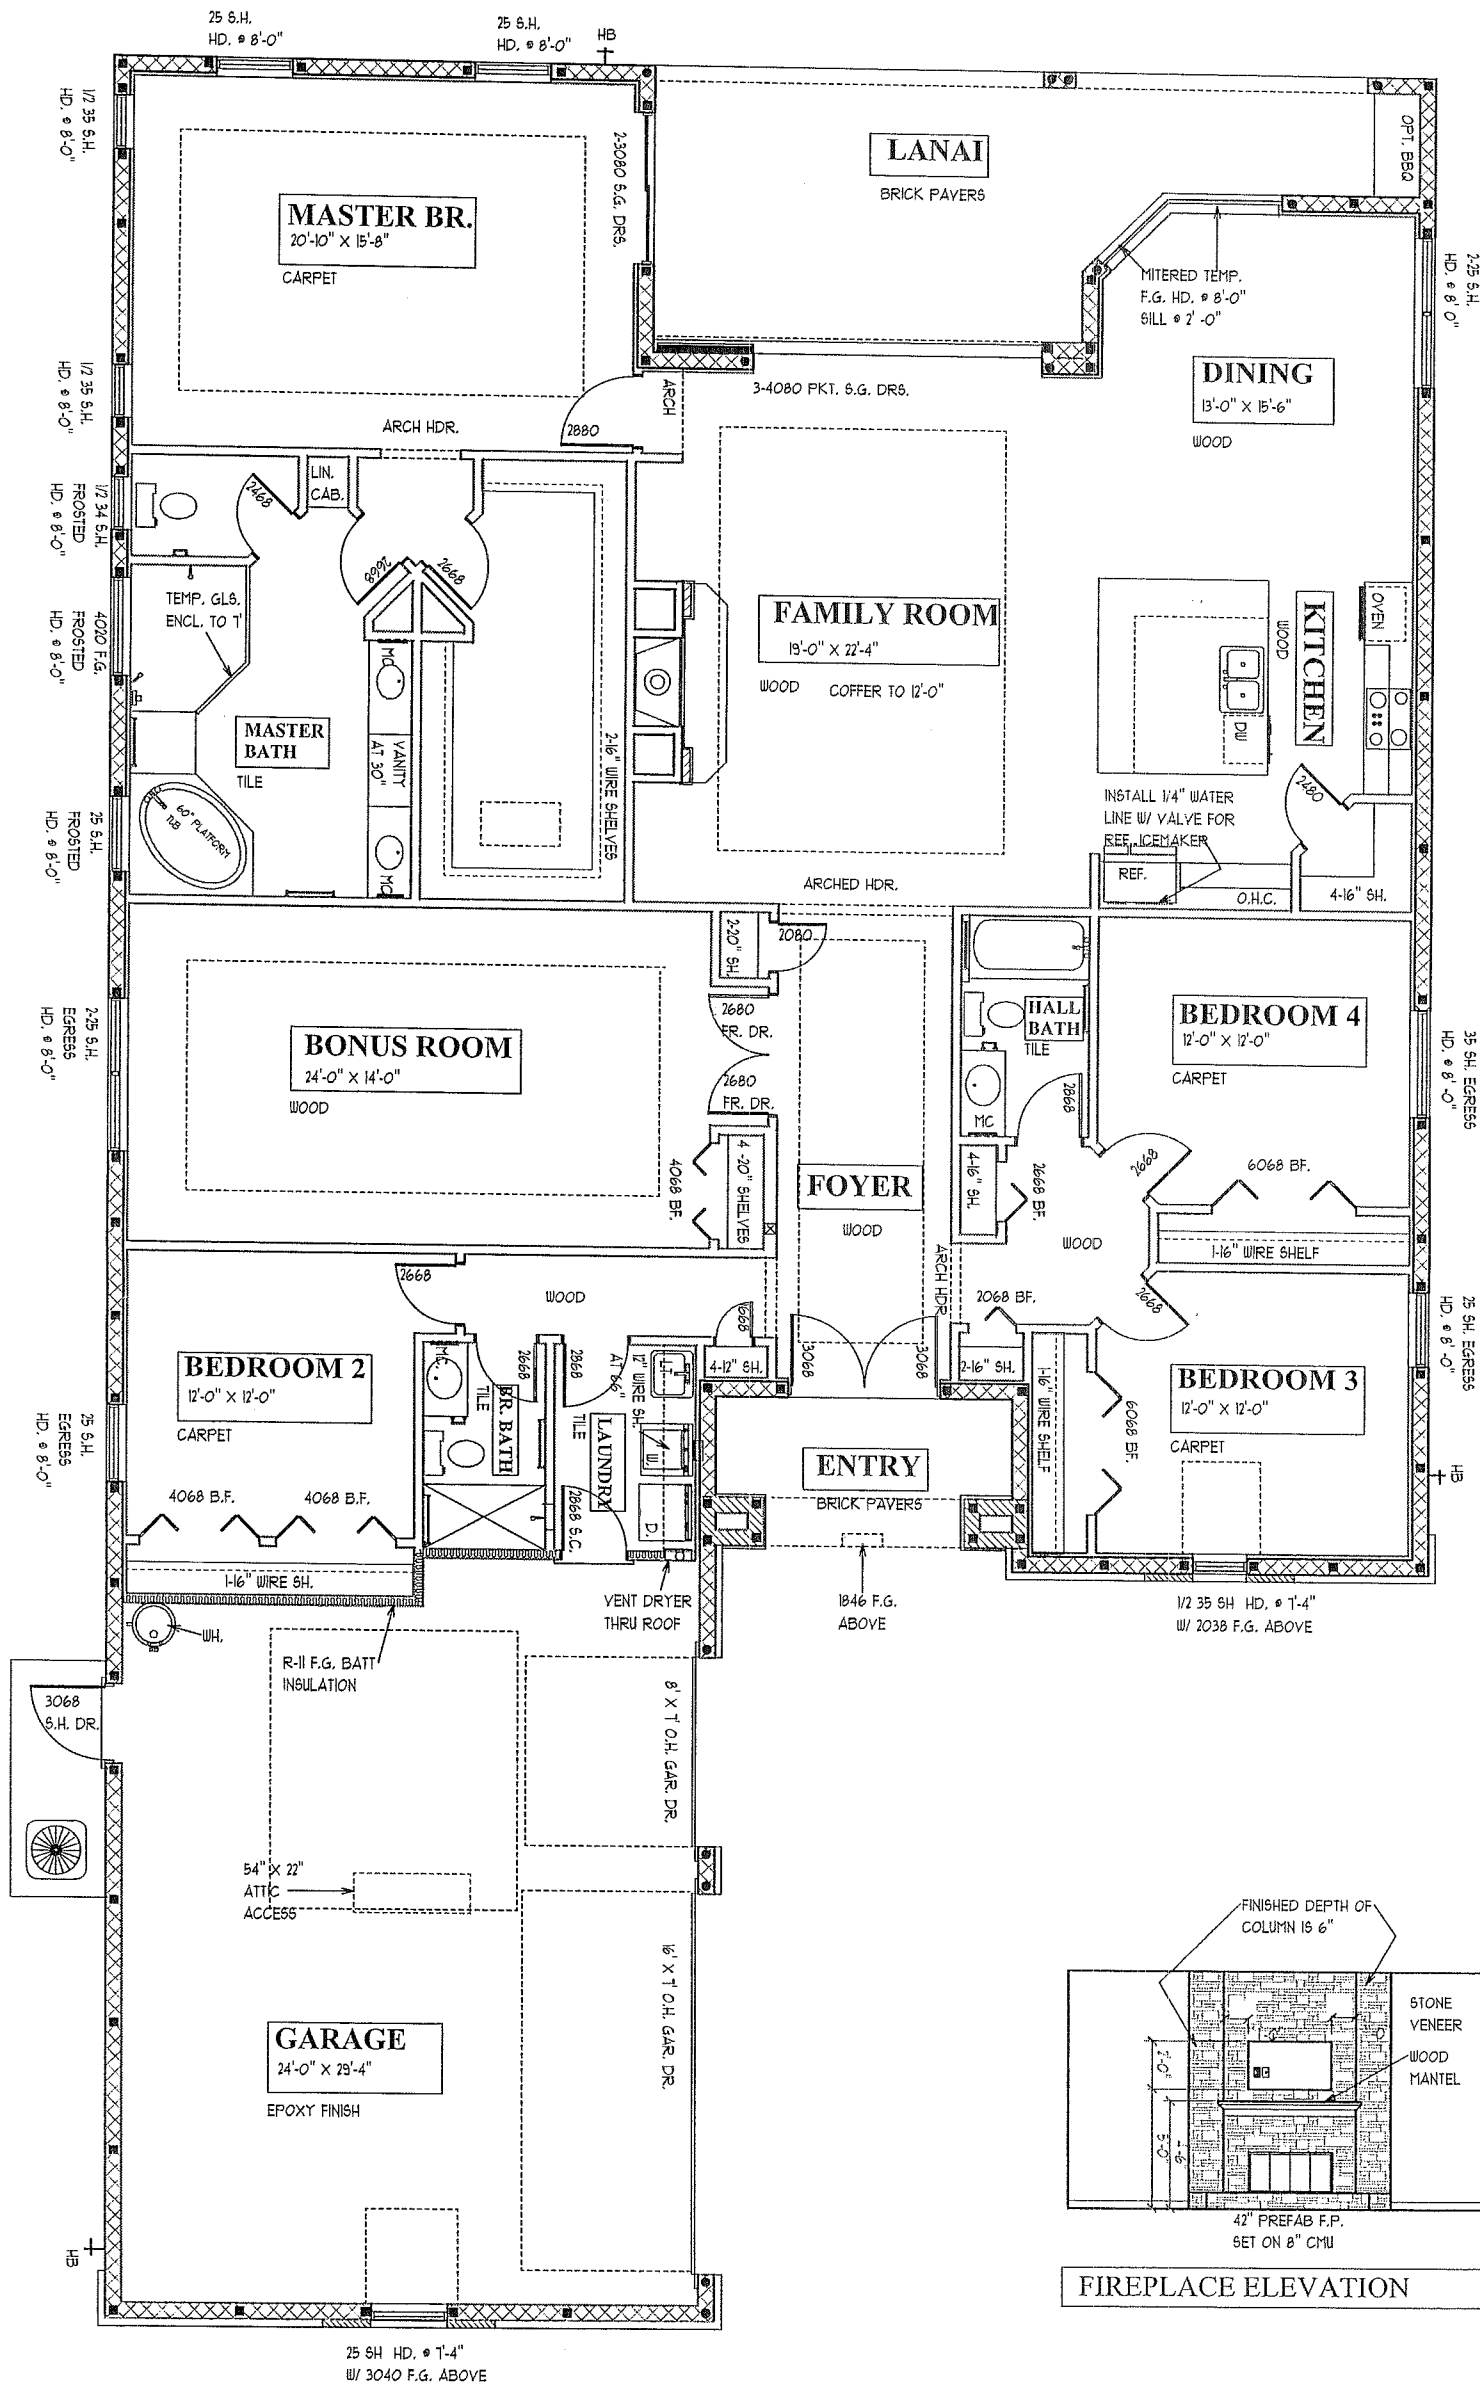 25 S.H.
HD. @ 8'-0"
25 S.H.
HD. @ 8'-0"
HB
1/2 35 S.H.
HD. @ 8'-0"
2-3080 S.G. DRS.
LANAI
BRICK PAVERS
OPT. BBQ
MASTER BR.
20'-10" X 15'-8"
CARPET
MITERED TEMP.
F.G. HD. @ 8'-0"
SILL @ 2' -0"
2-25 S.H.
HD. @ 8' 0"
1/2 35 S.H.
HD. @ 8'-0"
ARCH HDR.
2880
ARCH
3-4080 PKT. S.G. DRS.
DINING
13'-0" X 15'-6"
WOOD
1/2 34 S.H.
FROSTED
HD. @ 8'-0"
2468
LIN.
CAB.
2668
2668
4020 F.G.
FROSTED
HD. @ 8'-0"
TEMP. GLS.
ENCL. TO 7'
MC
FAMILY ROOM
19'-0" X 22'-4"
WOOD
COFFER TO 12'-0"
KITCHEN
WOOD
OVEN
DW
MASTER
BATH
TILE
VANITY
AT 30"
2-16" WIRE SHELVES
25 S.H.
FROSTED
HD. @ 8'-0"
60" PLATFORM
TUB
MC
INSTALL 1/4" WATER
LINE W/ VALVE FOR
REF. ICEMAKER
REF.
2480
O.H.C.
4-16" SH.
ARCHED HDR.
2-20" SH.
2080
BONUS ROOM
24'-0" X 14'-0"
WOOD
2-25 S.H.
EGRESS
HD. @ 8'-0"
2680
FR. DR.
2680
FR. DR.
4068 BF.
4 -20" SHELVES
FOYER
WOOD
HALL
BATH
TILE
MC
2868
BEDROOM 4
12'-0" X 12'-0"
CARPET
35 SH. EGRESS
HD. @ 8' -0"
4-16" SH.
2668 BF.
2668
6068 BF.
WOOD
1-16" WIRE SHELF
ARCH HDR
2068 BF.
2668
2-16" SH.
1-16" WIRE SHELF
25 SH. EGRESS
HD. @ 8' -0"
2668
WOOD
1668
4-12" SH.
3068
3068
BEDROOM 2
12'-0" X 12'-0"
CARPET
25 S.H.
EGRESS
HD. @ 8'-0"
MC.
TILE
2668
BR. BATH
2868
TILE
LAUNDRY
12" WIRE SH.
AT 66"
W.
D.
2868 S.C.
ENTRY
BRICK PAVERS
BEDROOM 3
12'-0" X 12'-0"
CARPET
6068 BF.
HB
4068 B.F.
4068 B.F.
1-16" WIRE SH.
WH.
R-11 F.G. BATT
INSULATION
VENT DRYER
THRU ROOF
1846 F.G.
ABOVE
1/2 35 SH HD. @ 7'-4"
W/ 2038 F.G. ABOVE
3068
S.H. DR.
8' X 7' O.H. GAR. DR.
54" X 22"
ATTIC
ACCESS
16' X 7' O.H. GAR. DR.
GARAGE
24'-0" X 29'-4"
EPOXY FINISH
HB
25 SH HD. @ 7'-4"
W/ 3040 F.G. ABOVE
FINISHED DEPTH OF
COLUMN IS 6"
STONE
VENEER
WOOD
MANTEL
2'-0"
5'-0"
42" PREFAB F.P.
SET ON 8" CMU
FIREPLACE ELEVATION